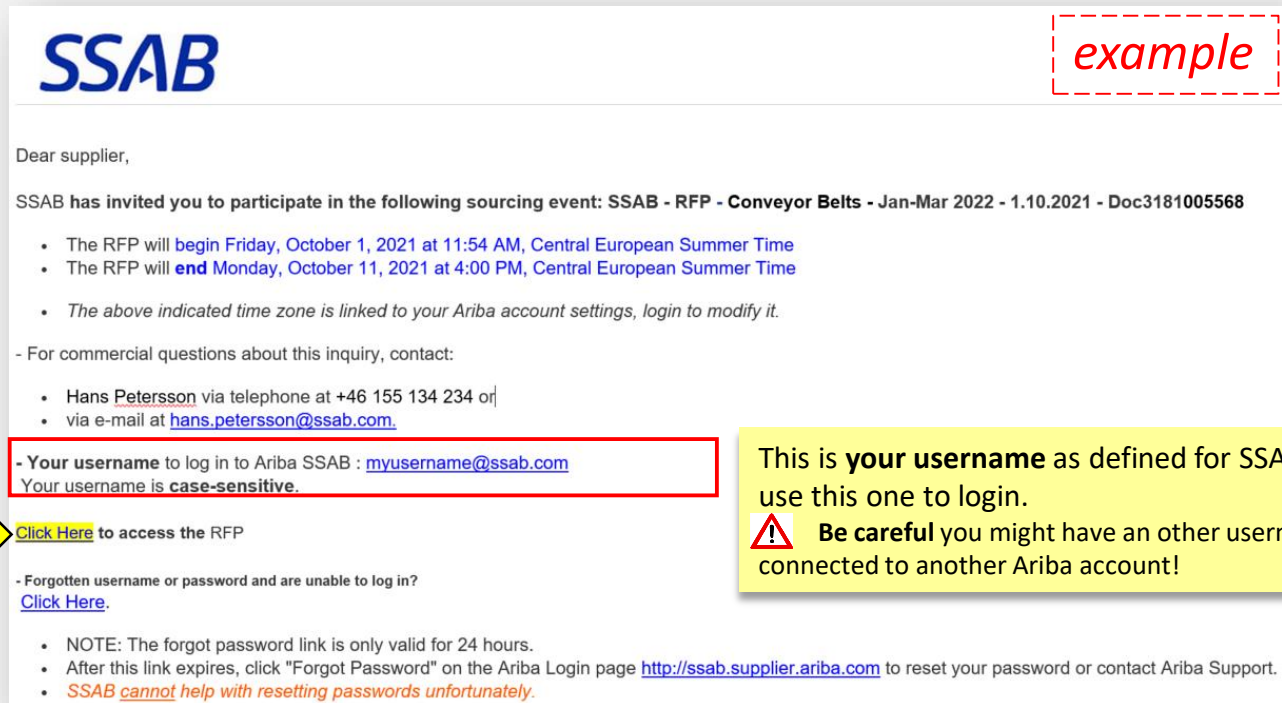 SSAB
example
Dear supplier,
SSAB has invited you to participate in the following sourcing event: SSAB - RFP - Conveyor Belts - Jan-Mar 2022 - 1.10.2021 - Doc3181005568
• The RFP will begin Friday, October 1, 2021 at 11:54 AM, Central European Summer Time
• The RFP will end Monday, October 11, 2021 at 4:00 PM, Central European Summer Time
• The above indicated time zone is linked to your Ariba account settings, login to modify it.
- For commercial questions about this inquiry, contact:
• Hans Petersson via telephone at +46 155 134 234 or
• via e-mail at hans.petersson@ssab.com.
- Your username to log in to Ariba SSAB : myusername@ssab.com
Your username is case-sensitive.
This is your username as defined for
use this one to login.
Be careful you might have an other
connected to another Ariba account!
Click Here to access the RFP
- Forgotten username or password and are unable to log in?
Click Here.
• NOTE: The forgot password link is only valid for 24 hours.
• After this link expires, click "Forgot Password" on the Ariba Login page http://ssab.supplier.ariba.com to reset your password or contact Ariba Support.
• SSAB cannot help with resetting passwords unfortunately.